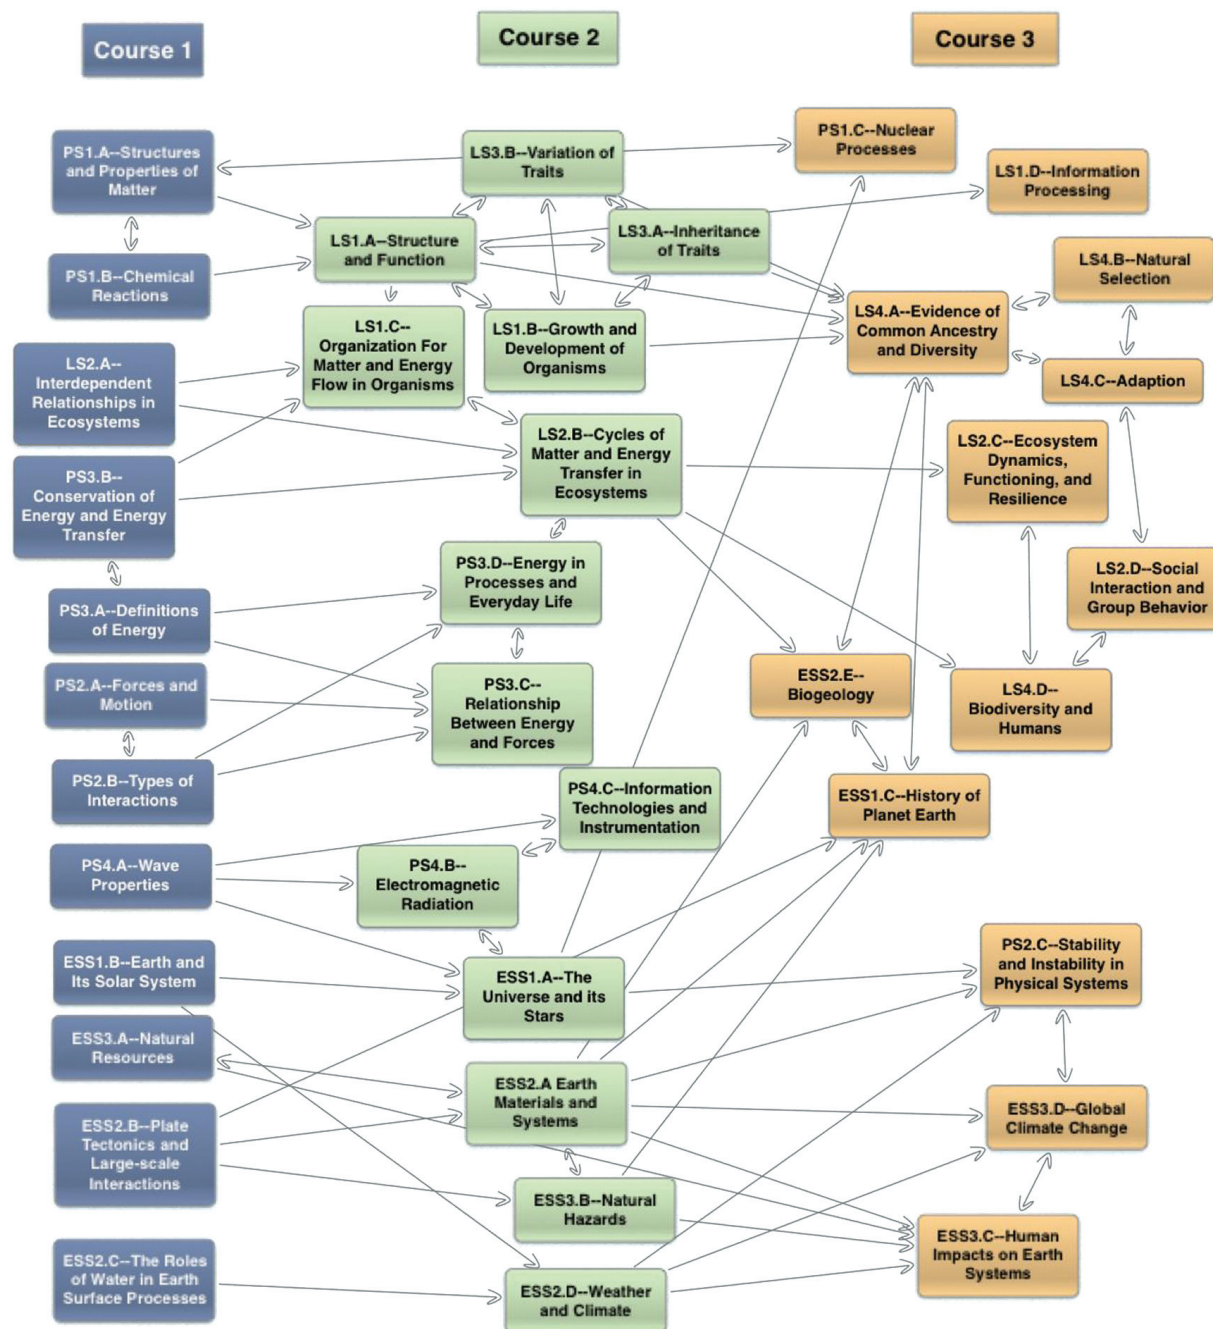 Course 1
Course 2
Course 3
PS1.A--Structures
and Properties of
Matter
PS1.B--Chemical
Reactions
LS2.A--
Interdependent
Relationships in
Ecosystems
PS3.B--
Conservation of
Energy and Energy
Transfer
PS3.A--Definitions
of Energy
PS2.A--Forces and
Motion
PS2.B--Types of
Interactions
PS4.A--Wave
Properties
ESS1.B--Earth and
Its Solar System
ESS3.A--Natural
Resources
ESS2.B--Plate
Tectonics and
Large-scale
Interactions
ESS2.C--The Roles
of Water in Earth
Surface Processes
LS3.B--Variation of
Traits
LS1.A--Structure
and Function
LS3.A--Inheritance
of Traits
LS1.C--
Organization For
Matter and Energy
Flow in Organisms
LS1.B--Growth and
Development of
Organisms
LS2.B--Cycles of
Matter and Energy
Transfer in
Ecosystems
PS3.D--Energy in
Processes and
Everyday Life
PS3.C--
Relationship
Between Energy
and Forces
PS4.C--Information
Technologies and
Instrumentation
PS4.B--
Electromagnetic
Radiation
ESS1.A--The
Universe and its
Stars
ESS2.A Earth
Materials and
Systems
ESS3.B--Natural
Hazards
ESS2.D--Weather
and Climate
PS1.C--Nuclear
Processes
LS1.D--Information
Processing
LS4.B--Natural
Selection
LS4.A--Evidence of
Common Ancestry
and Diversity
LS4.C--Adaption
LS2.C--Ecosystem
Dynamics,
Functioning, and
Resilience
LS2.D--Social
Interaction and
Group Behavior
ESS2.E--
Biogeology
LS4.D--
Biodiversity and
Humans
ESS1.C--History of
Planet Earth
PS2.C--Stability
and Instability in
Physical Systems
ESS3.D--Global
Climate Change
ESS3.C--Human
Impacts on Earth
Systems